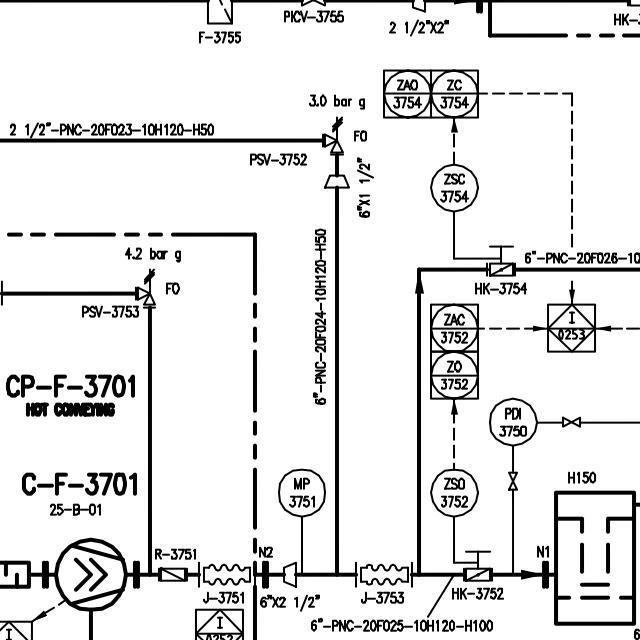 F-3755
PICV-3755
2 1/2"X2"
HK-3
3.0 bar g
ZAO
3754
ZC
3754
2 1/2"-PNC-20F023-10H120-H50
FO
PSV-3752
6"X1 1/2"
ZSC
3754
4.2 bar g
FO
PSV-3753
6"-PNC-20F024-10H120-H50
6"-PNC-20F026-10
HK-3754
ZAC
3752
ZO
3752
I
0253
CP-F-3701
HOT CONVEYING
PDI
3750
C-F-3701
25-B-01
MP
3751
ZSO
3752
H150
R-3751
N2
N1
J-3751
6"X2 1/2"
J-3753
HK-3752
6"-PNC-20F025-10H120-H100
I
I
0252
6